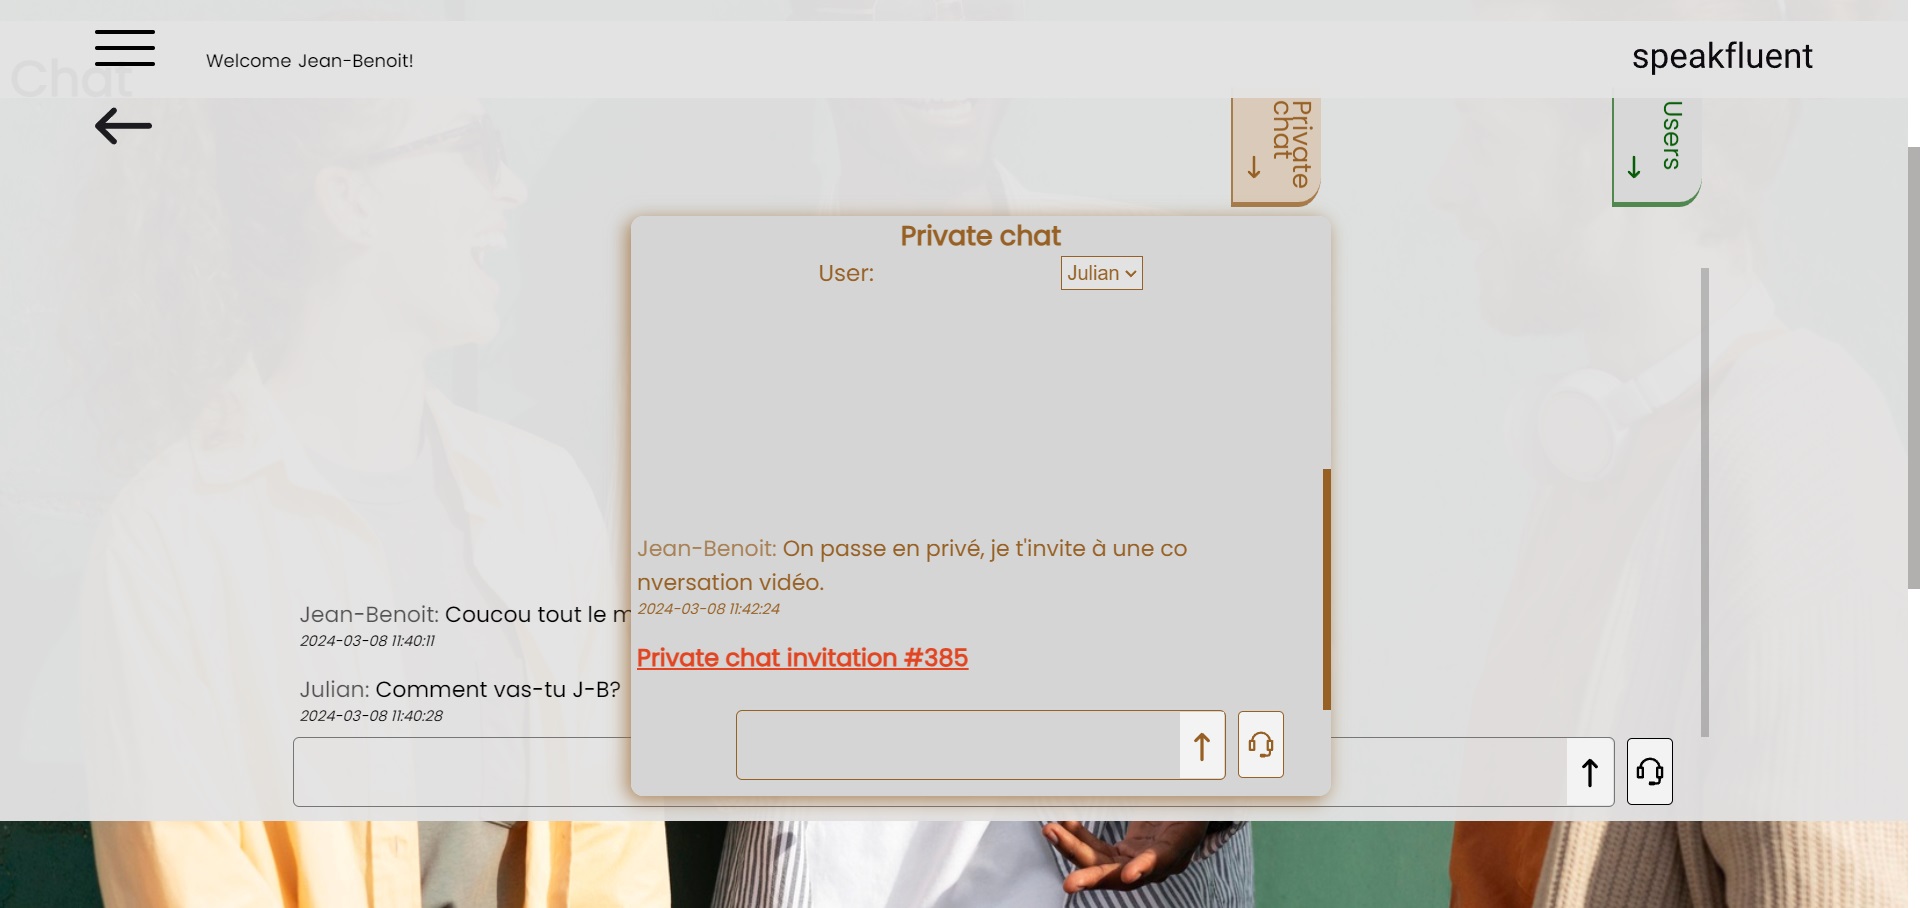 Chat
Welcome Jean-Benoit!
speakfluent
Private
chat
Users
Private chat
User:
Julian
Jean-Benoit: On passe en privé, je t'invite à une co
nversation vidéo.
2024-03-08 11:42:24
Private chat invitation #385
Jean-Benoit: Coucou tout le
2024-03-08 11:40:11
Julian: Comment vas-tu J-B?
2024-03-08 11:40:28